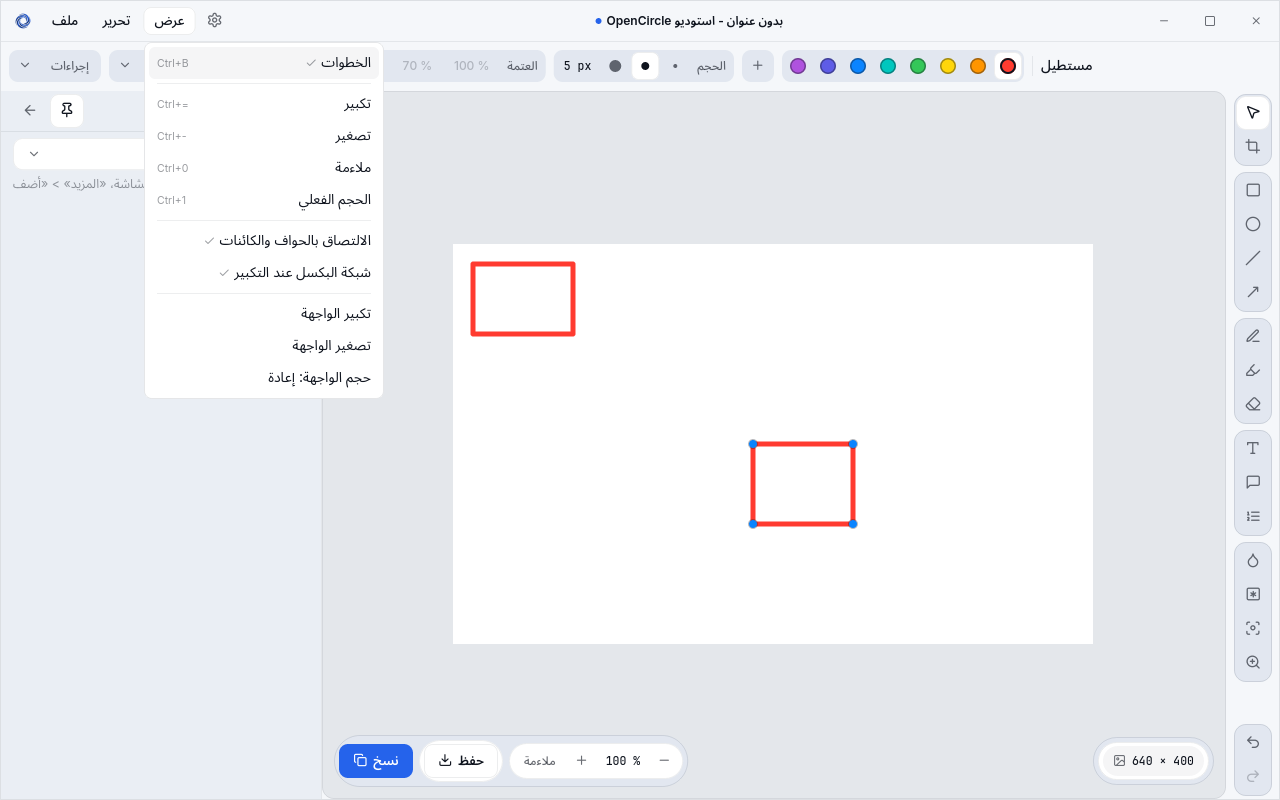 ملف
تحرير
عرض
بدون عنوان - استوديو OpenCircle
إجراءات
70 %
100 %
العتمة
5 px
الحجم
مستطيل
الخطوات Ctrl+B
تكبير Ctrl+=
تصغير Ctrl+-
ملاءمة Ctrl+0
الحجم الفعلي Ctrl+1
الالتصاق بالحواف والكائنات
شبكة البكسل عند التكبير
تكبير الواجهة
تصغير الواجهة
حجم الواجهة: إعادة
«المزيد» > «أضف
نسخ
حفظ
ملاءمة
100 %
640 × 400